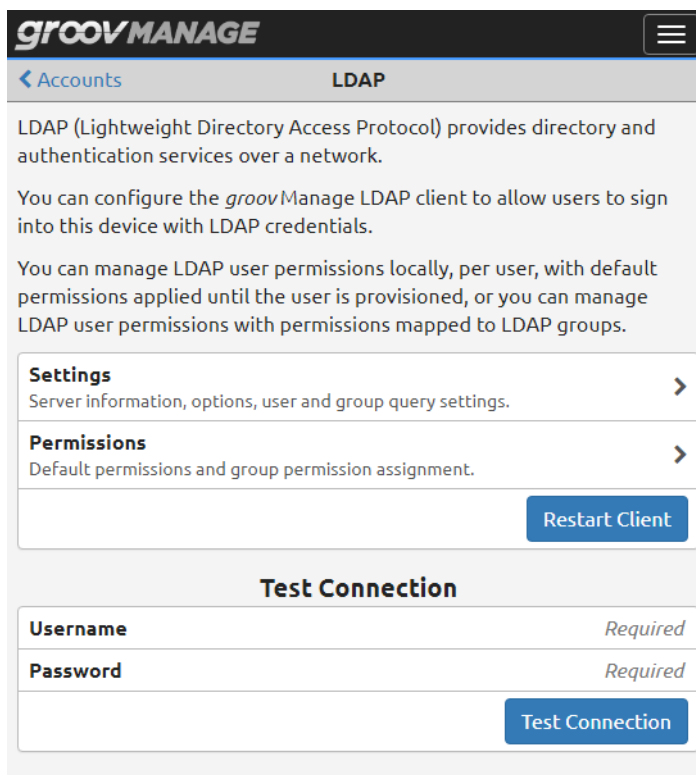 groov MANAGE
Accounts
LDAP
LDAP (Lightweight Directory Access Protocol) provides directory and
authentication services over a network.
You can configure the groov Manage LDAP client to allow users to sign
into this device with LDAP credentials.
You can manage LDAP user permissions locally, per user, with default
permissions applied until the user is provisioned, or you can manage
LDAP user permissions with permissions mapped to LDAP groups.
Settings
Server information, options, user and group query settings.
Permissions
Default permissions and group permission assignment.
Restart Client
Test Connection
Username Required
Password Required
Test Connection